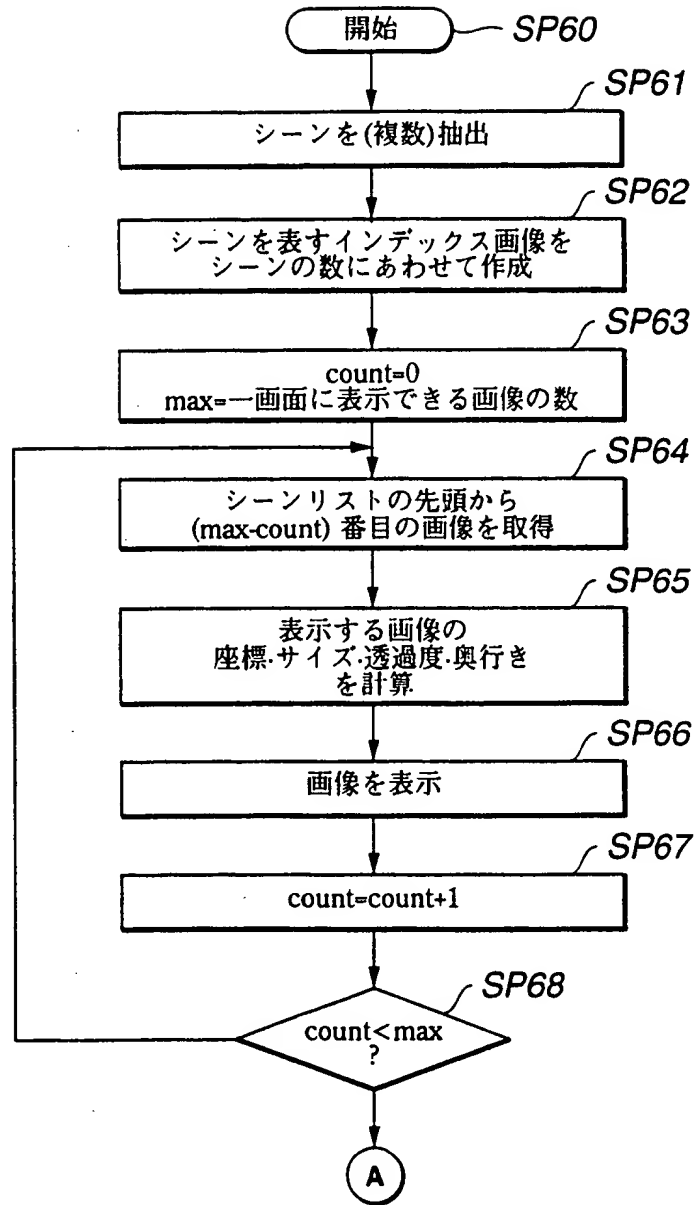 開始
SP60
SP61
シーンを(複数)抽出
SP62
シーンを表すインデックス画像を
シーンの数にあわせて作成
SP63
count=0
max=一画面に表示できる画像の数
SP64
シーンリストの先頭から
(max-count) 番目の画像を取得
SP65
表示する画像の
座標·サイズ·透過度·奥行き
を計算
SP66
画像を表示
SP67
count=count+1
SP68
count<max
?
A